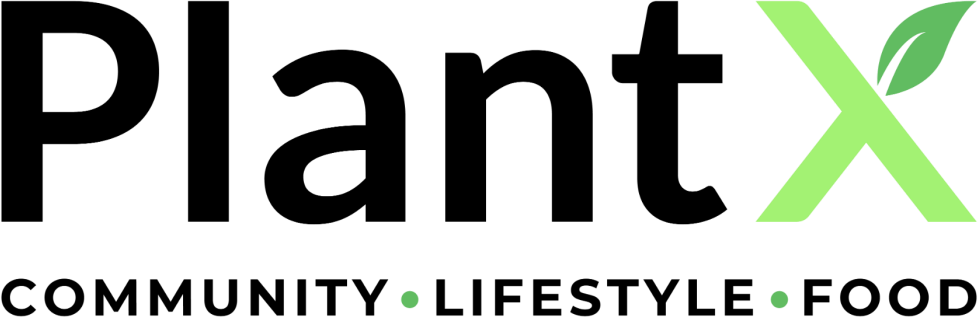 PlantX
COMMUNITY • LIFESTYLE • FOOD